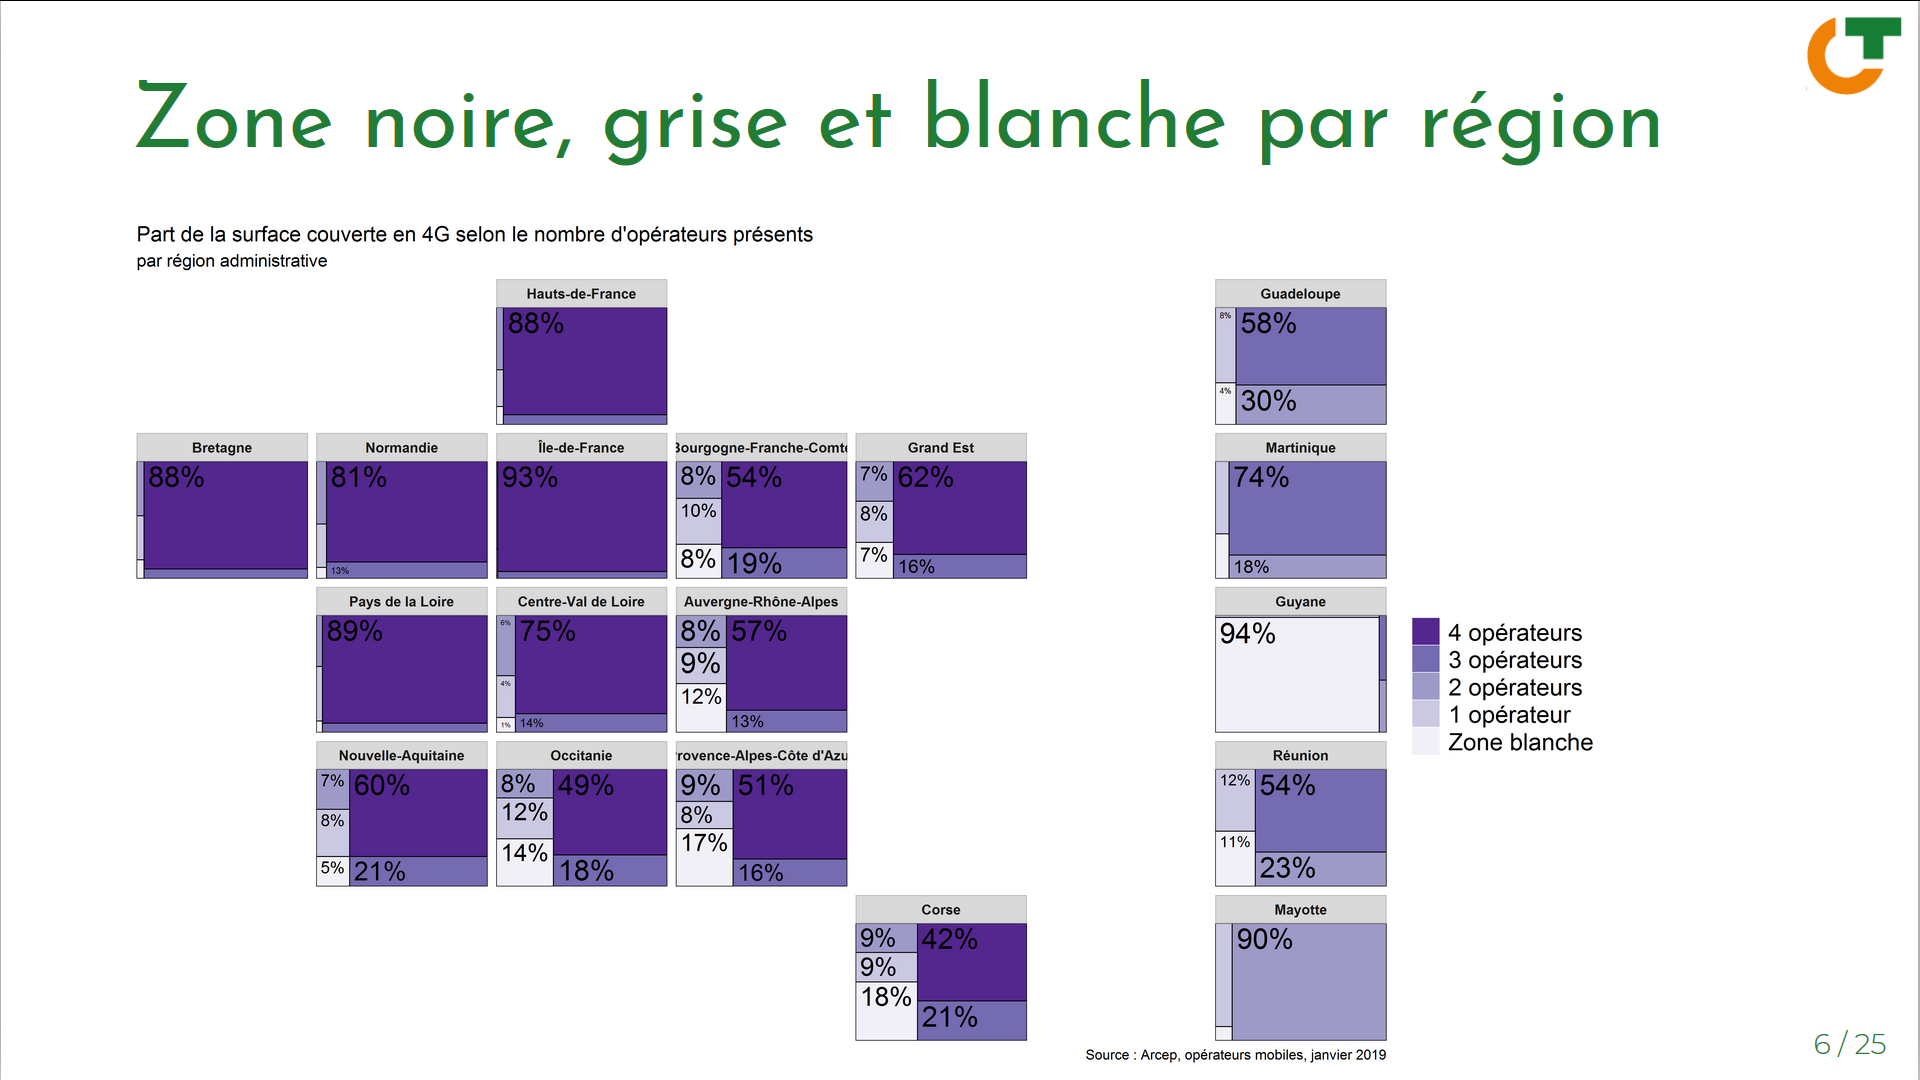 CT
Zone noire, grise et blanche par région
Part de la surface couverte en 4G selon le nombre d'opérateurs présents
par région administrative
Hauts-de-France
88%
Guadeloupe
8% 58%
4% 30%
Bretagne
88%
Normandie
81%
13%
Île-de-France
93%
Bourgogne-Franche-Comté
8% 54%
10%
8% 19%
Grand Est
7% 62%
8%
7% 16%
Martinique
74%
18%
Pays de la Loire
89%
Centre-Val de Loire
6% 75%
4%
1% 14%
Auvergne-Rhône-Alpes
8% 57%
9%
12% 13%
Guyane
94%
4 opérateurs
3 opérateurs
2 opérateurs
1 opérateur
Zone blanche
Nouvelle-Aquitaine
7% 60%
8%
5% 21%
Occitanie
8% 49%
12%
14% 18%
rovence-Alpes-Côte d'Azu
9% 51%
8%
17% 16%
Réunion
12% 54%
11% 23%
Corse
9% 42%
9%
18% 21%
Mayotte
90%
Source : Arcep, opérateurs mobiles, janvier 2019
6 / 25